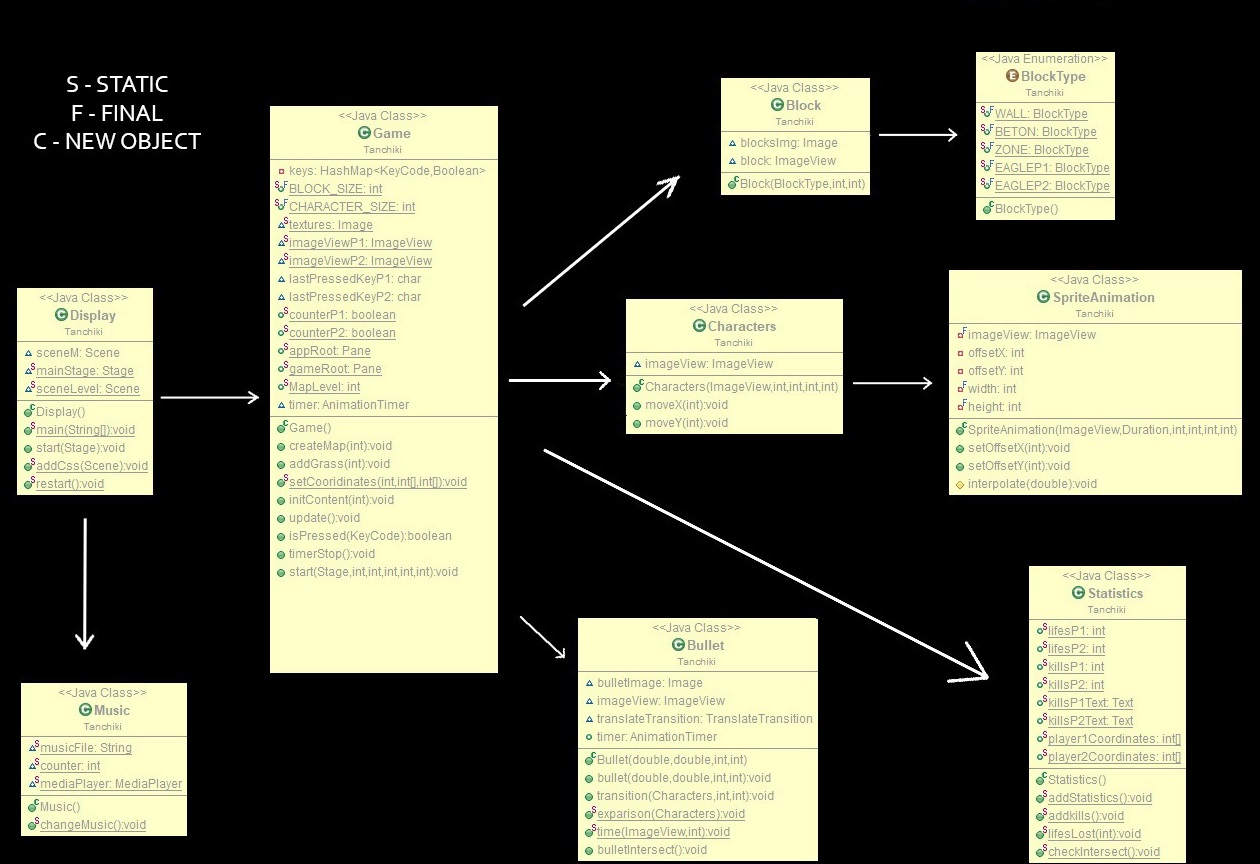 S - STATIC
F - FINAL
C - NEW OBJECT
<<Java Class>>
Display
Tanchiki
sceneM: Scene
mainStage: Stage
sceneLevel: Scene
Display()
main(String[]):void
start(Stage):void
addCss(Scene):void
restart():void
<<Java Class>>
Music
Tanchiki
musicFile: String
counter: int
mediaPlayer: MediaPlayer
Music()
changeMusic():void
<<Java Class>>
Game
Tanchiki
keys: HashMap<KeyCode,Boolean>
BLOCK_SIZE: int
CHARACTER_SIZE: int
textures: Image
imageViewP1: ImageView
imageViewP2: ImageView
lastPressedKeyP1: char
lastPressedKeyP2: char
counterP1: boolean
counterP2: boolean
appRoot: Pane
gameRoot: Pane
MapLevel: int
timer: AnimationTimer
Game()
createMap(int):void
addGrass(int):void
setCooridinates(int,int[],int[]):void
initContent(int):void
update():void
isPressed(KeyCode):boolean
timerStop():void
start(Stage,int,int,int,int,int):void
<<Java Class>>
Block
Tanchiki
blocksImg: Image
block: ImageView
Block(BlockType,int,int)
<<Java Enumeration>>
BlockType
Tanchiki
WALL: BlockType
BETON: BlockType
ZONE: BlockType
EAGLEP1: BlockType
EAGLEP2: BlockType
BlockType()
<<Java Class>>
Characters
Tanchiki
imageView: ImageView
Characters(ImageView,int,int,int,int)
moveX(int):void
moveY(int):void
<<Java Class>>
SpriteAnimation
Tanchiki
imageView: ImageView
offsetX: int
offsetY: int
width: int
height: int
SpriteAnimation(ImageView,Duration,int,int,int,int)
setOffsetX(int):void
setOffsetY(int):void
interpolate(double):void
<<Java Class>>
Bullet
Tanchiki
bulletImage: Image
imageView: ImageView
translateTransition: TranslateTransition
timer: AnimationTimer
Bullet(double,double,int,int)
bullet(double,double,int,int):void
transition(Characters,int,int):void
exparison(Characters):void
time(ImageView,int):void
bulletIntersect():void
<<Java Class>>
Statistics
Tanchiki
lifesP1: int
lifesP2: int
killsP1: int
killsP2: int
killsP1Text: Text
killsP2Text: Text
player1Coordinates: int[]
player2Coordinates: int[]
Statistics()
addStatistics():void
addkills():void
lifesLost(int):void
checkIntersect():void